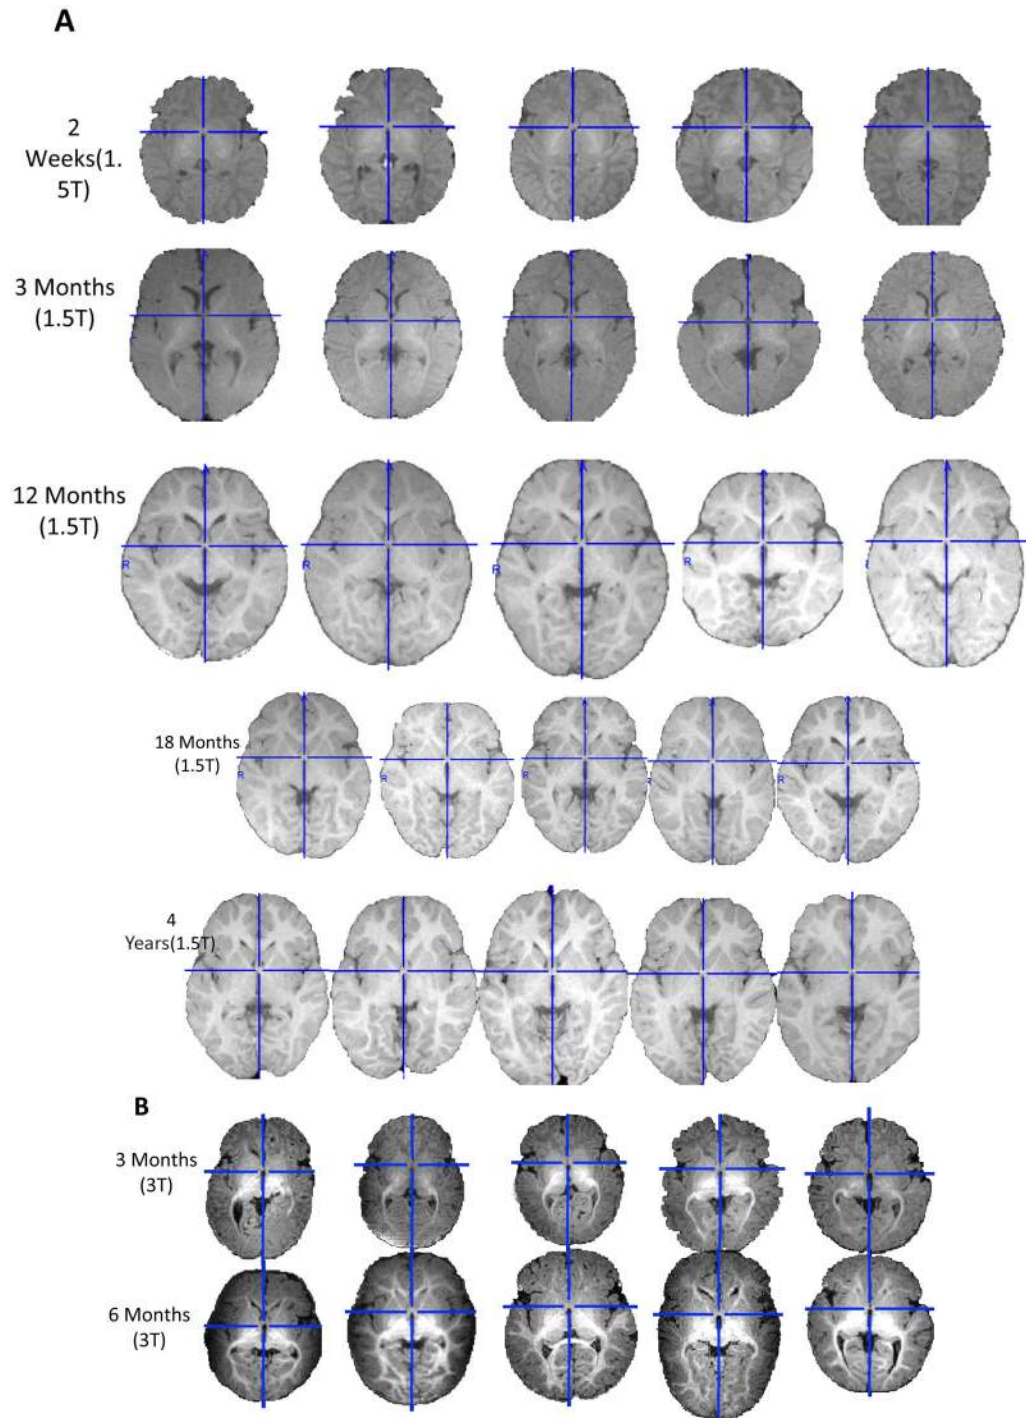 A
2
Weeks(1.
5T)
3 Months
(1.5T)
12 Months
(1.5T)
R
R
R
R
18 Months
(1.5T)
R
R
R
R
4
Years(1.5T)
B
3 Months
(3T)
6 Months
(3T)